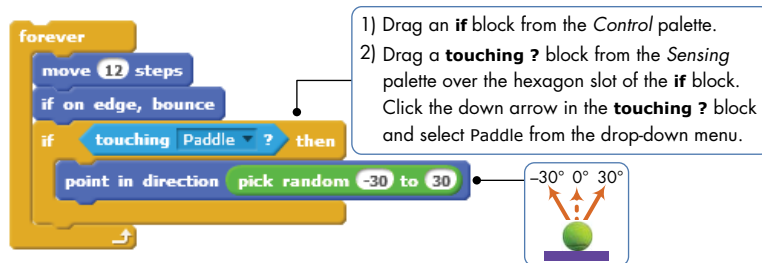 forever
move 12 steps
if on edge, bounce
if touching Paddle ? then
point in direction pick random -30 to 30
1) Drag an if block from the Control palette.
2) Drag a touching ? block from the Sensing
palette over the hexagon slot of the if block.
Click the down arrow in the touching ? block
and select Paddle from the drop-down menu.
–30° 0° 30°